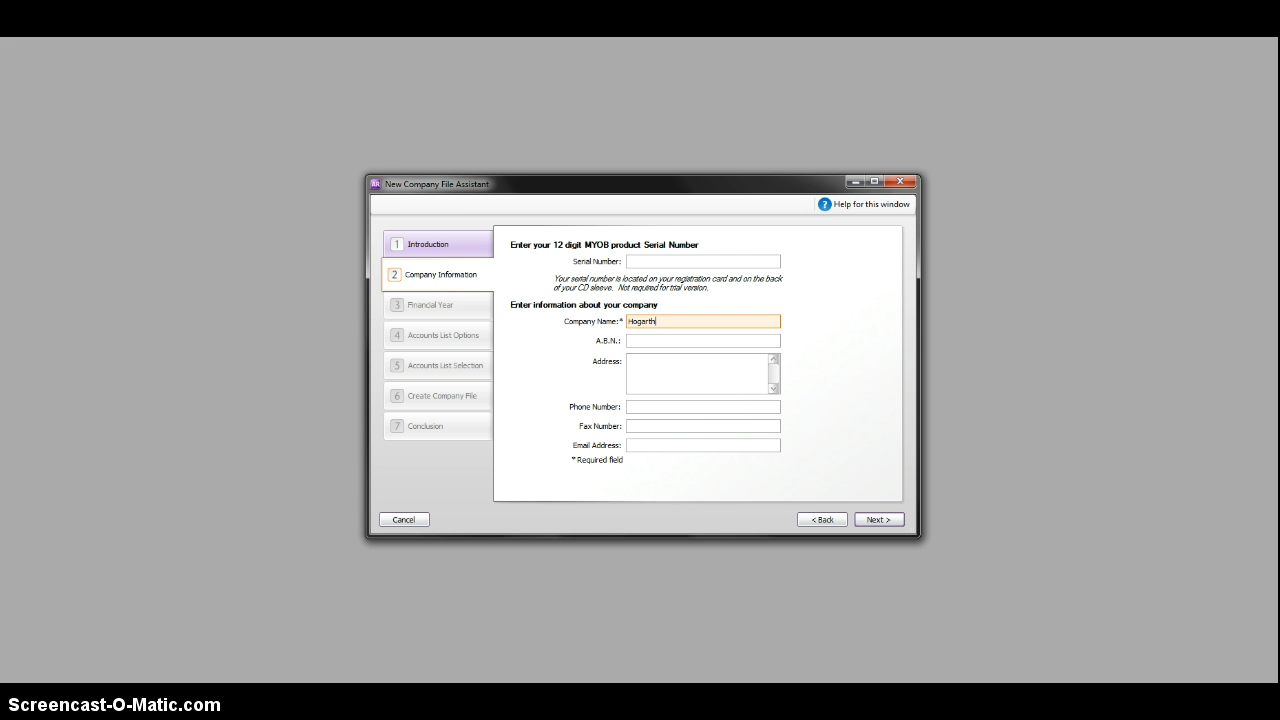 AR New Company File Assistant
? Help for this window
1 Introduction
2 Company Information
3 Financial Year
4 Accounts List Options
5 Accounts List Selection
6 Create Company File
7 Conclusion
Enter your 12 digit MYOB product Serial Number
Serial Number:
Your serial number is located on your registration card and on the back
of your CD sleeve. Not required for trial version.
Enter information about your company
Company Name:* Hogarth
A.B.N.:
Address:
Phone Number:
Fax Number:
Email Address:
* Required field
Cancel
< Back
Next >
Screencast-O-Matic.com